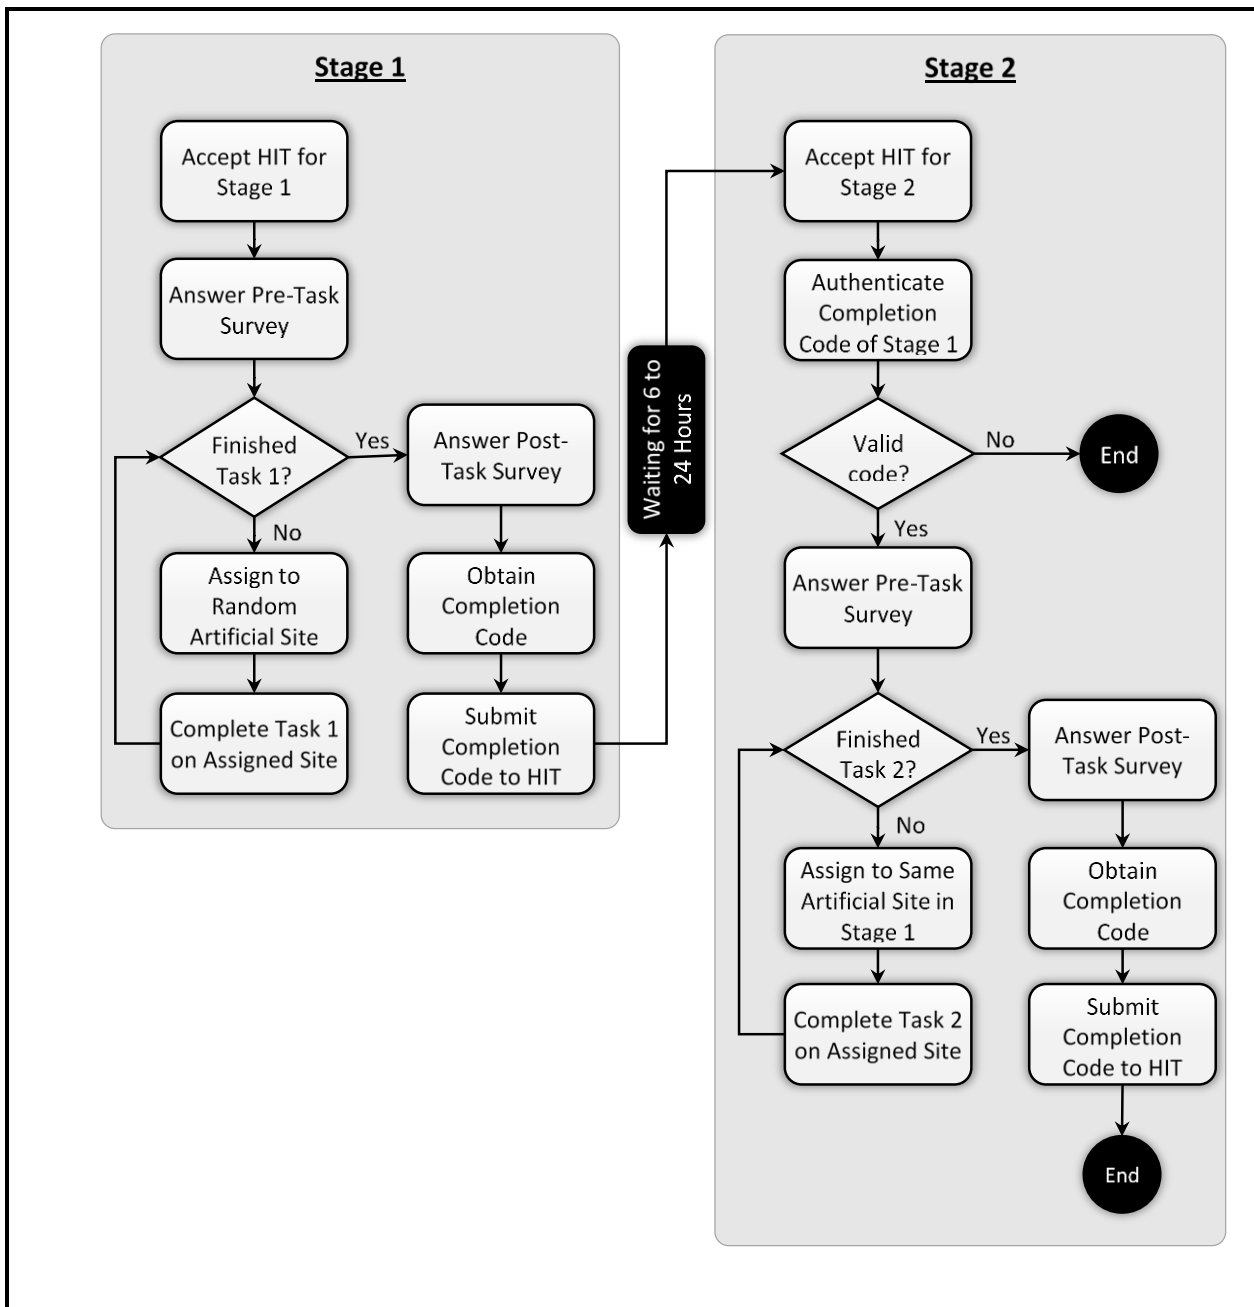 Stage 1
Accept HIT for
Stage 1
Answer Pre-Task
Survey
Finished
Task 1?
Yes
No
Assign to
Random
Artificial Site
Complete Task 1
on Assigned Site
Answer Post-
Task Survey
Obtain
Completion
Code
Submit
Completion
Code to HIT
Waiting for 6 to
24 Hours
Stage 2
Accept HIT for
Stage 2
Authenticate
Completion
Code of Stage 1
Valid
code?
No
End
Yes
Answer Pre-Task
Survey
Finished
Task 2?
Yes
No
Assign to Same
Artificial Site in
Stage 1
Complete Task 2
on Assigned Site
Answer Post-
Task Survey
Obtain
Completion
Code
Submit
Completion
Code to HIT
End